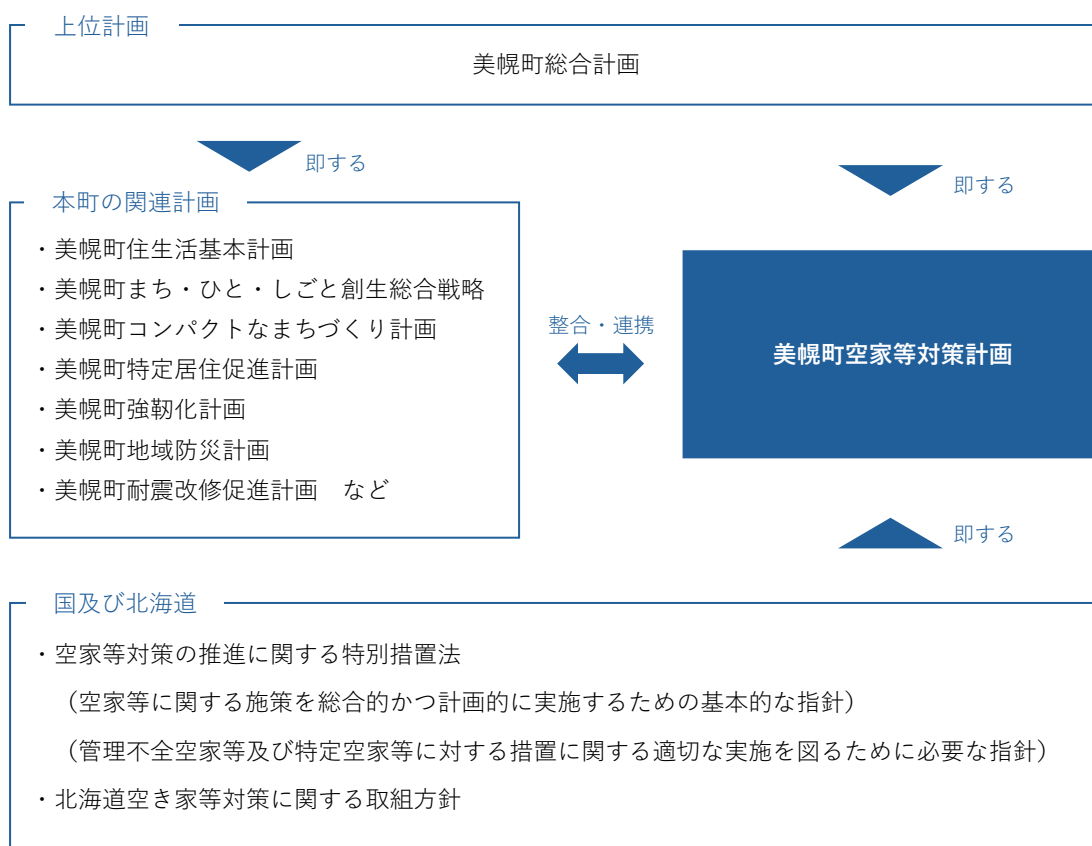 上位計画
美幌町総合計画
即する
即する
本町の関連計画
・美幌町住生活基本計画
・美幌町まち・ひと・しごと創生総合戦略
・美幌町コンパクトなまちづくり計画
・美幌町特定居住促進計画
・美幌町強靭化計画
・美幌町地域防災計画
・美幌町耐震改修促進計画　など
整合・連携
美幌町空家等対策計画
即する
国及び北海道
・空家等対策の推進に関する特別措置法
（空家等に関する施策を総合的かつ計画的に実施するための基本的な指針）
（管理不全空家等及び特定空家等に対する措置に関する適切な実施を図るために必要な指針）
・北海道空き家等対策に関する取組方針